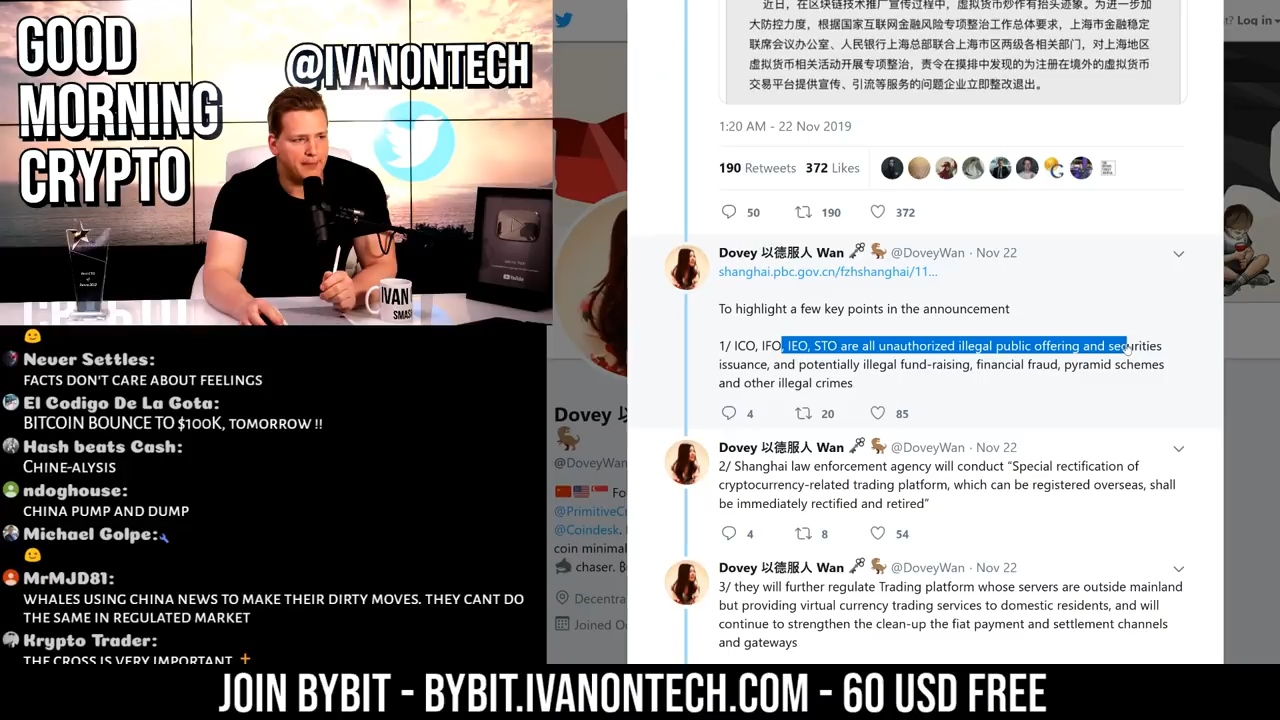 GOOD
MORNING
CRYPTO
@IVANONTECH
IVAN
SMASH
Never Settles:
FACTS DON'T CARE ABOUT FEELINGS
El Codigo De La Gota:
BITCOIN BOUNCE TO $100K, TOMORROW !!
Hash beats Cash:
CHINE-ALYSIS
ndoghouse:
CHINA PUMP AND DUMP
Michael Golpe:
MrMJD81:
WHALES USING CHINA NEWS TO MAKE THEIR DIRTY MOVES. THEY CANT DO
THE SAME IN REGULATED MARKET
Krypto Trader:
THE CROSS IS VERY IMPORTANT
Dovey 以
@DoveyWan
Fo
@PrimitiveC
@Coindesk.
coin minimal
chaser.
Decentra
Joined O
近日，在区块链技术推广宣传过程中，虚拟货币炒作有抬头迹象。为进一步加
大防控力度，根据国家互联网金融风险专项整治工作总体要求，上海市金融稳定
联席会议办公室、人民银行上海总部联合上海市区两级各相关部门，对上海地区
虚拟货币相关活动开展专项整治，责令在摸排中发现的为注册在境外的虚拟货币
交易平台提供宣传、引流等服务的问题企业立即整改退出。
1:20 AM - 22 Nov 2019
190 Retweets 372 Likes
50 190 372
Dovey 以德服人 Wan @DoveyWan · Nov 22
shanghai.pbc.gov.cn/fzhshanghai/11...
To highlight a few key points in the announcement
1/ ICO, IFO, IEO, STO are all unauthorized illegal public offering and securities
issuance, and potentially illegal fund-raising, financial fraud, pyramid schemes
and other illegal crimes
4 20 85
Dovey 以德服人 Wan @DoveyWan · Nov 22
2/ Shanghai law enforcement agency will conduct “Special rectification of
cryptocurrency-related trading platform, which can be registered overseas, shall
be immediately rectified and retired”
4 8 54
Dovey 以德服人 Wan @DoveyWan · Nov 22
3/ they will further regulate Trading platform whose servers are outside mainland
but providing virtual currency trading services to domestic residents, and will
continue to strengthen the clean-up the fiat payment and settlement channels
and gateways
Log in
JOIN BYBIT - BYBIT.IVANONTECH.COM - 60 USD FREE